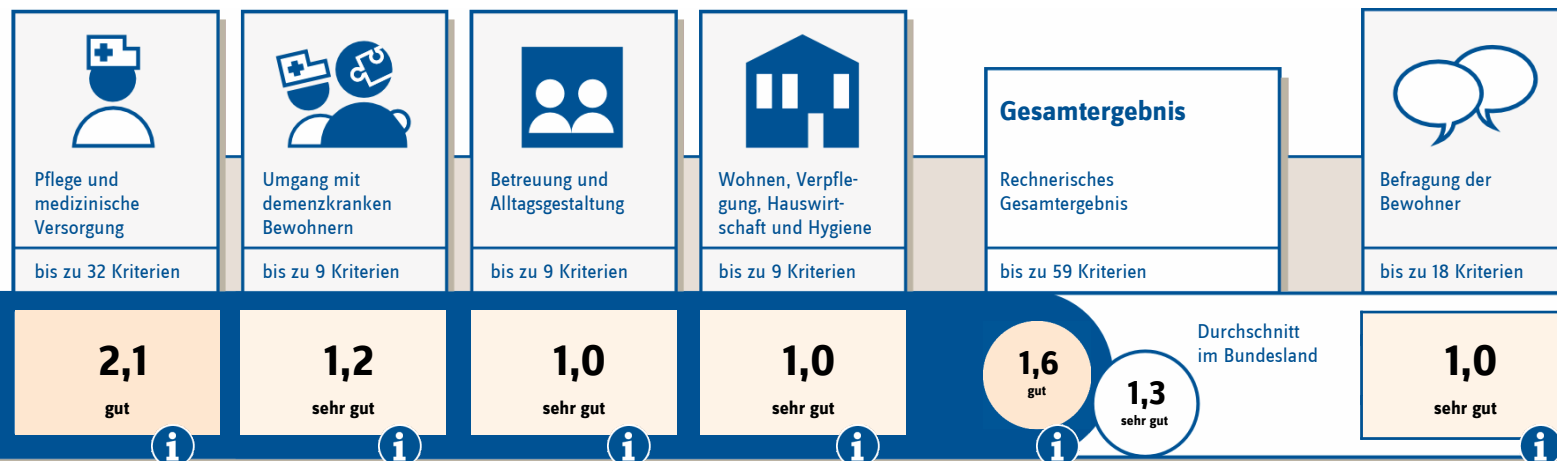 Pflege und
medizinische
Versorgung
bis zu 32 Kriterien
2,1
gut
Umgang mit
demenzkranken
Bewohnern
bis zu 9 Kriterien
1,2
sehr gut
Betreuung und
Alltagsgestaltung
bis zu 9 Kriterien
1,0
sehr gut
Wohnen, Verpfle-
gung, Hauswirt-
schaft und Hygiene
bis zu 9 Kriterien
1,0
sehr gut
Gesamtergebnis
Rechnerisches
Gesamtergebnis
bis zu 59 Kriterien
1,6
gut
Durchschnitt
im Bundesland
1,3
sehr gut
Befragung der
Bewohner
bis zu 18 Kriterien
1,0
sehr gut